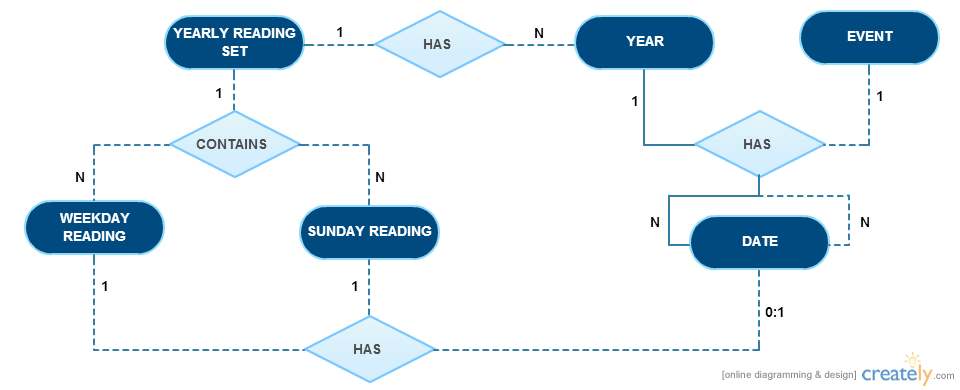 YEARLY READING
SET
1
HAS
N
YEAR
EVENT
1
1
1
CONTAINS
HAS
N
N
WEEKDAY
READING
SUNDAY READING
N
N
DATE
1
1
0:1
HAS
[online diagramming & design] creately.com